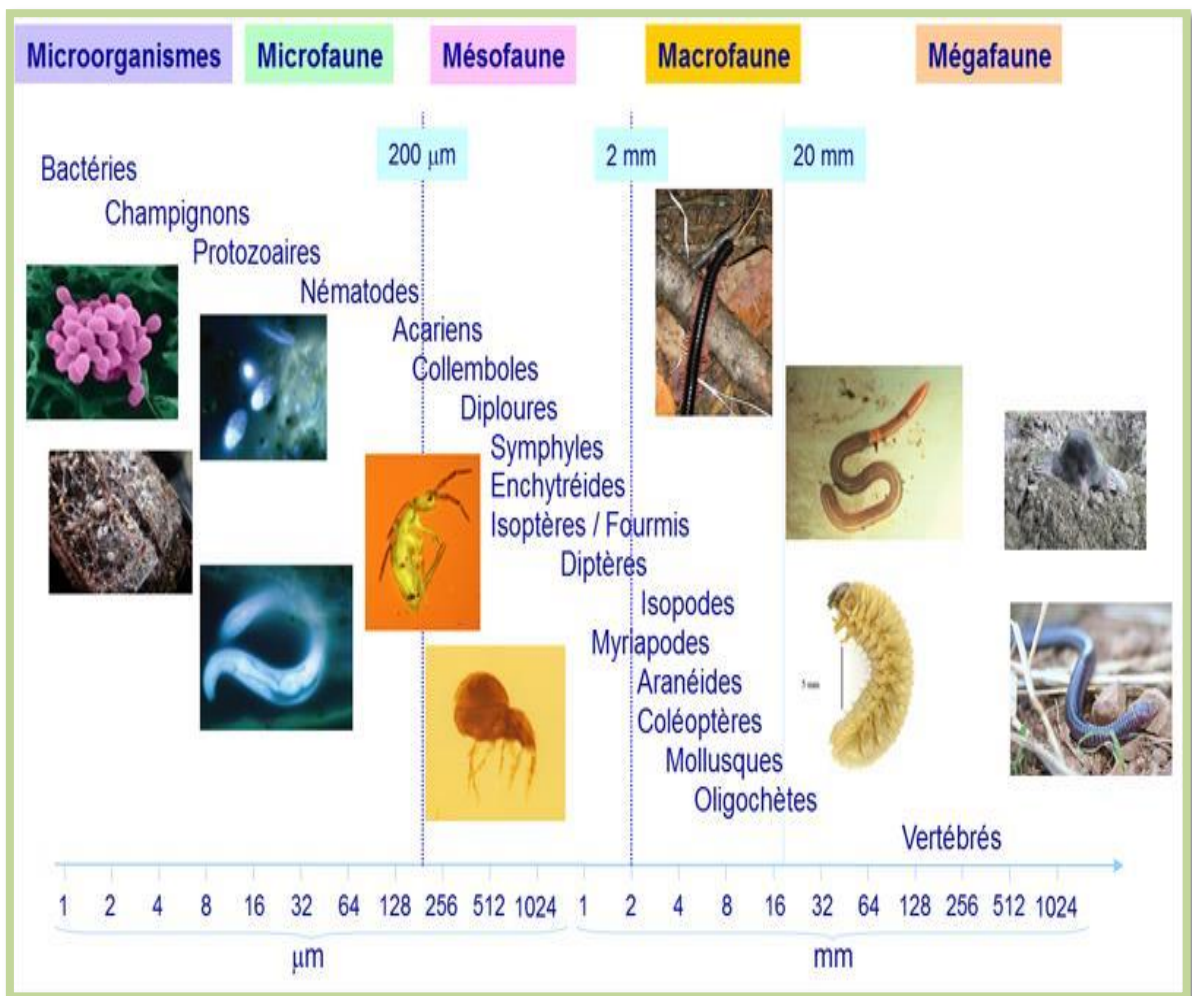 Microorganismes Microfaune Mésofaune Macrofaune Mégafaune
200 μm 2 mm 20 mm
Bactéries
Champignons
Protozoaires
Nématodes
Acariens
Collemboles
Diploures
Symphyles
Enchytréides
Isoptères / Fourmis
Diptères
Isopodes
Myriapodes
Aranéides
5 mm
Coléoptères
Mollusques
Oligochètes
Vertébrés
1 2 4 8 16 32 64 128 256 512 1024 1 2 4 8 16 32 64 128 256 512 1024
μm mm